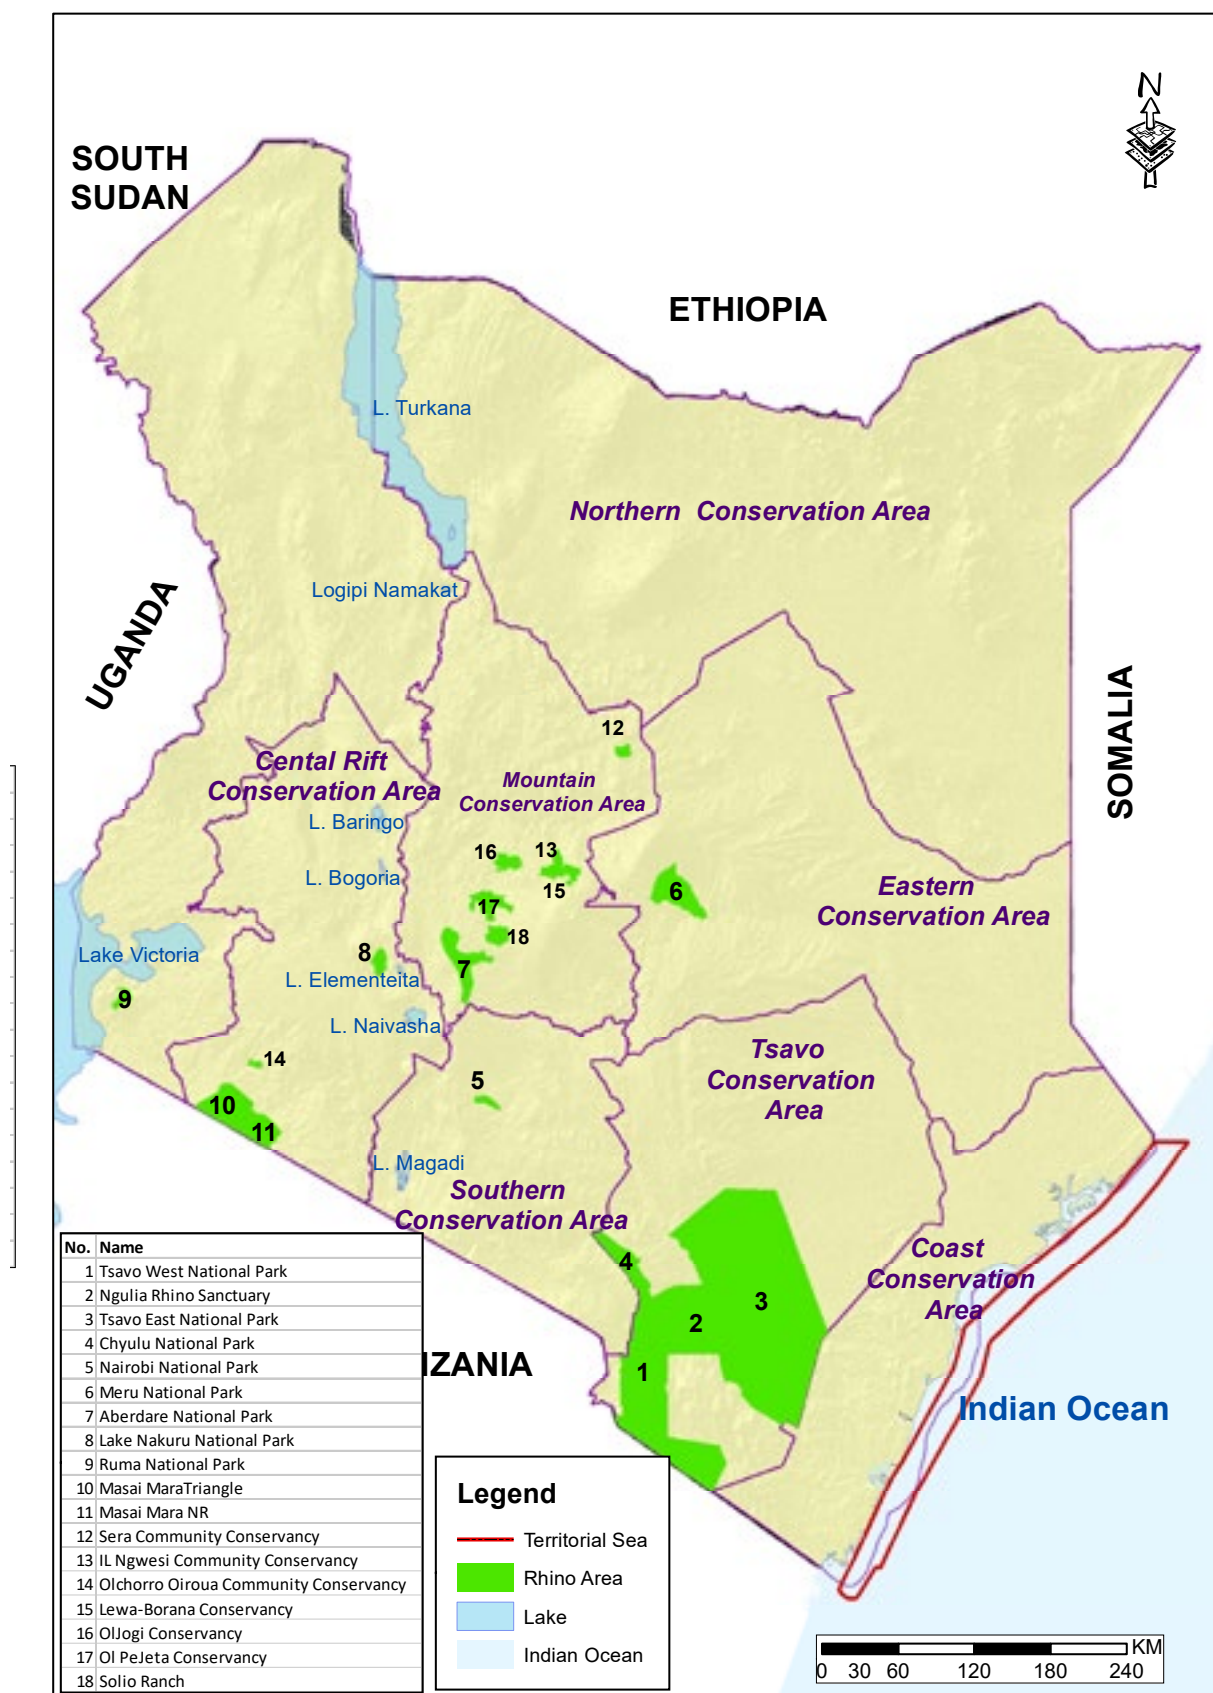 N
SOUTH
SUDAN
ETHIOPIA
L. Turkana
Northern  Conservation Area
Logipi Namakat
UGANDA
SOMALIA
12
Cental Rift
Conservation Area
Mountain
Conservation Area
L. Baringo
16
13
L. Bogoria
15
6
Eastern
Conservation Area
17
18
Lake Victoria
8
7
L. Elementeita
9
L. Naivasha
14
Tsavo
Conservation
Area
5
10
11
L. Magadi
Southern
Conservation Area
4
Coast
Conservation
Area
3
2
1
IZANIA
Indian Ocean
No. Name
1 Tsavo West National Park
2 Ngulia Rhino Sanctuary
3 Tsavo East National Park
4 Chyulu National Park
5 Nairobi National Park
6 Meru National Park
7 Aberdare National Park
8 Lake Nakuru National Park
9 Ruma National Park
10 Masai MaraTriangle
11 Masai Mara NR
12 Sera Community Conservancy
13 IL Ngwesi Community Conservancy
14 Olchorro Oiroua Community Conservancy
15 Lewa-Borana Conservancy
16 OlJogi Conservancy
17 Ol PeJeta Conservancy
18 Solio Ranch
Legend
Territorial Sea
Rhino Area
Lake
Indian Ocean
KM
0 30 60 120 180 240